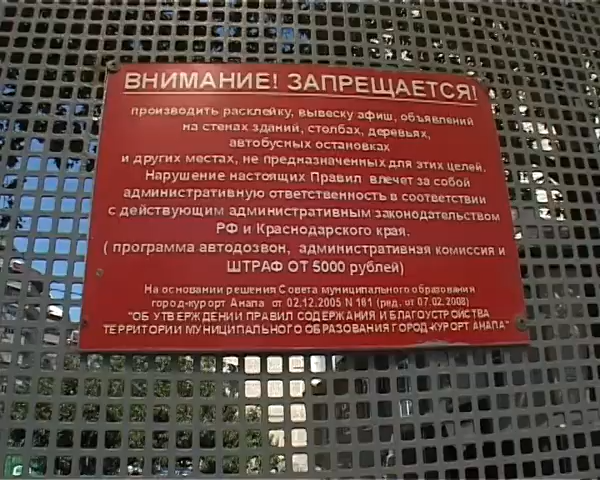 ВНИМАНИЕ! ЗАПРЕЩАЕТСЯ!
производить расклейку, вывеску афиш, объявлений
на стенах зданий, столбах, деревьях,
автобусных остановках
и других местах, не предназначенных для этих целей.
Нарушение настоящих Правил влечет за собой
административную ответственность в соответствии
с действующим административным законодательством
РФ и Краснодарского края.
( программа автодозвон, административная комиссия и
ШТРАФ ОТ 5000 рублей)
На основании решения Совета муниципального образования
город-курорт Анапа от 02.12.2005 N 161 (ред. от 07.02.2008)
"ОБ УТВЕРЖДЕНИИ ПРАВИЛ СОДЕРЖАНИЯ И БЛАГОУСТРОЙСТВА
ТЕРРИТОРИИ МУНИЦИПАЛЬНОГО ОБРАЗОВАНИЯ ГОРОД-КУРОРТ АНАПА"